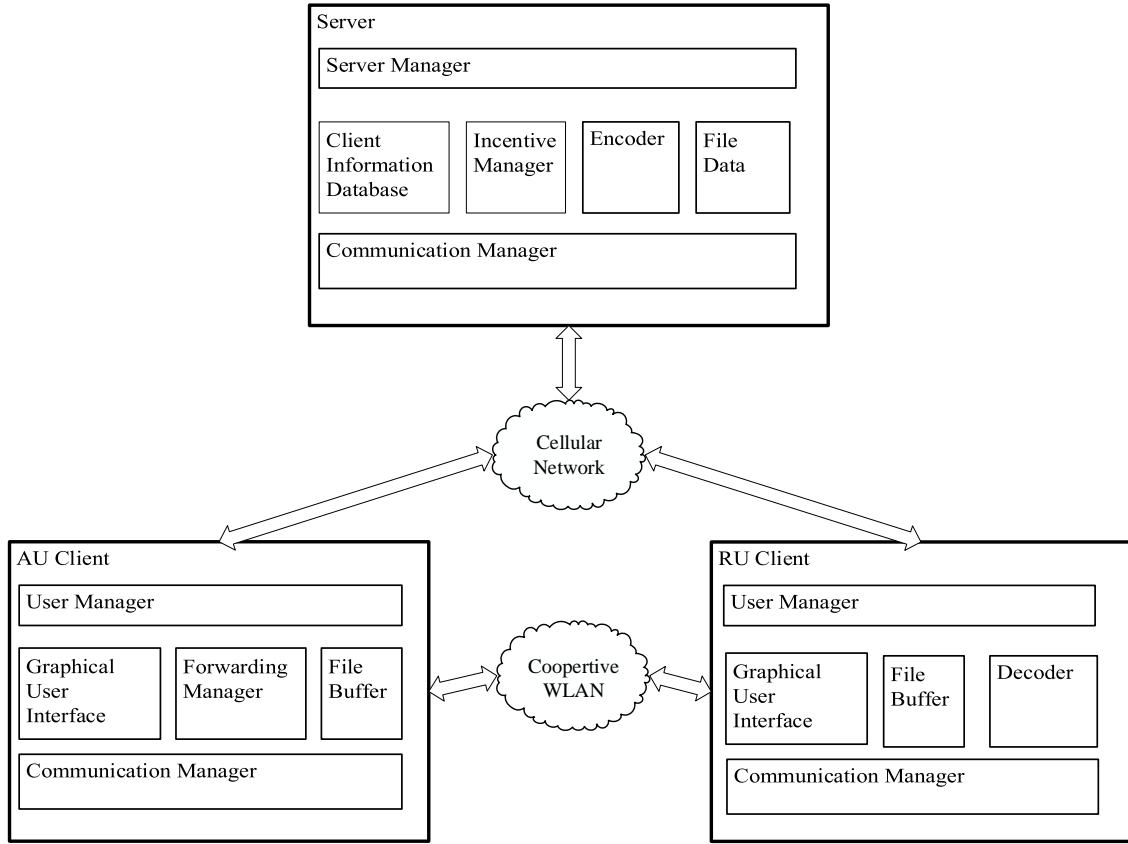 Server
Server Manager
Client
Information
Database
Incentive
Manager
Encoder
File
Data
Communication Manager
Cellular
Network
AU Client
User Manager
Graphical
User
Interface
Forwarding
Manager
File
Buffer
Communication Manager
Coopertive
WLAN
RU Client
User Manager
Graphical
User
Interface
File
Buffer
Decoder
Communication Manager